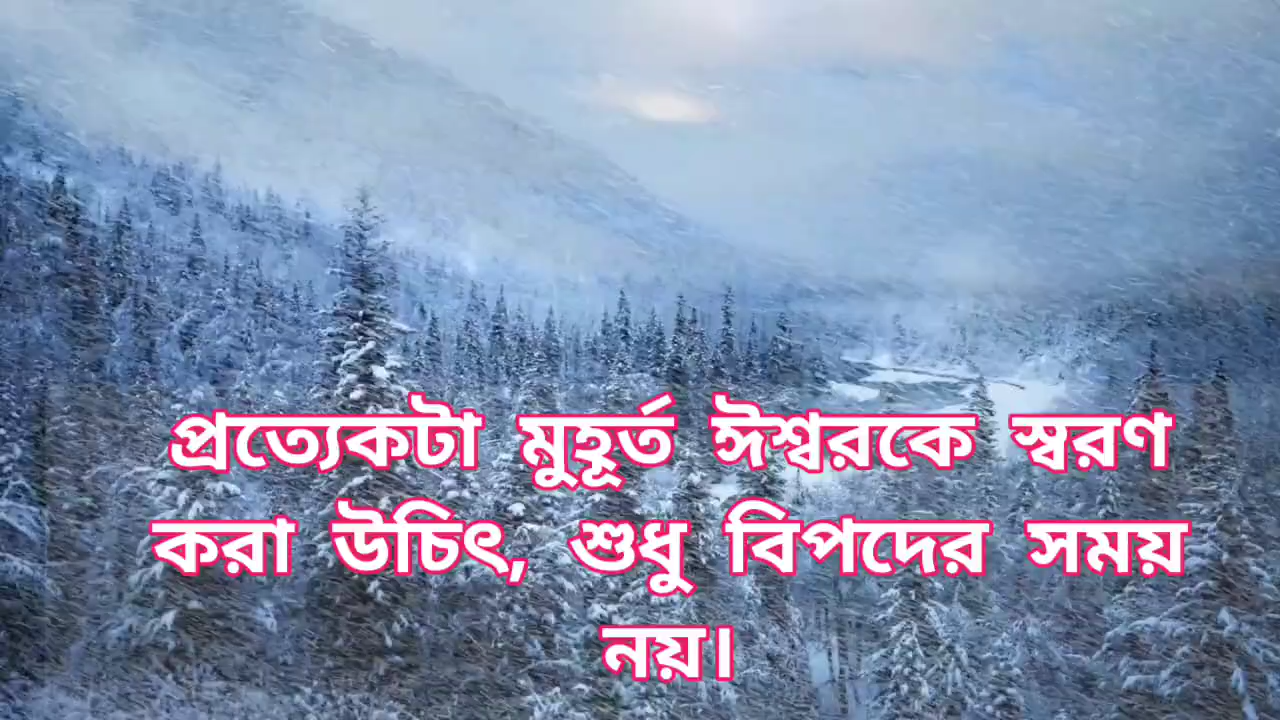 প্রত্যেকটা মুহূর্ত ঈশ্বরকে স্বরণ
করা উচিৎ, শুধু বিপদের সময়
নয়।